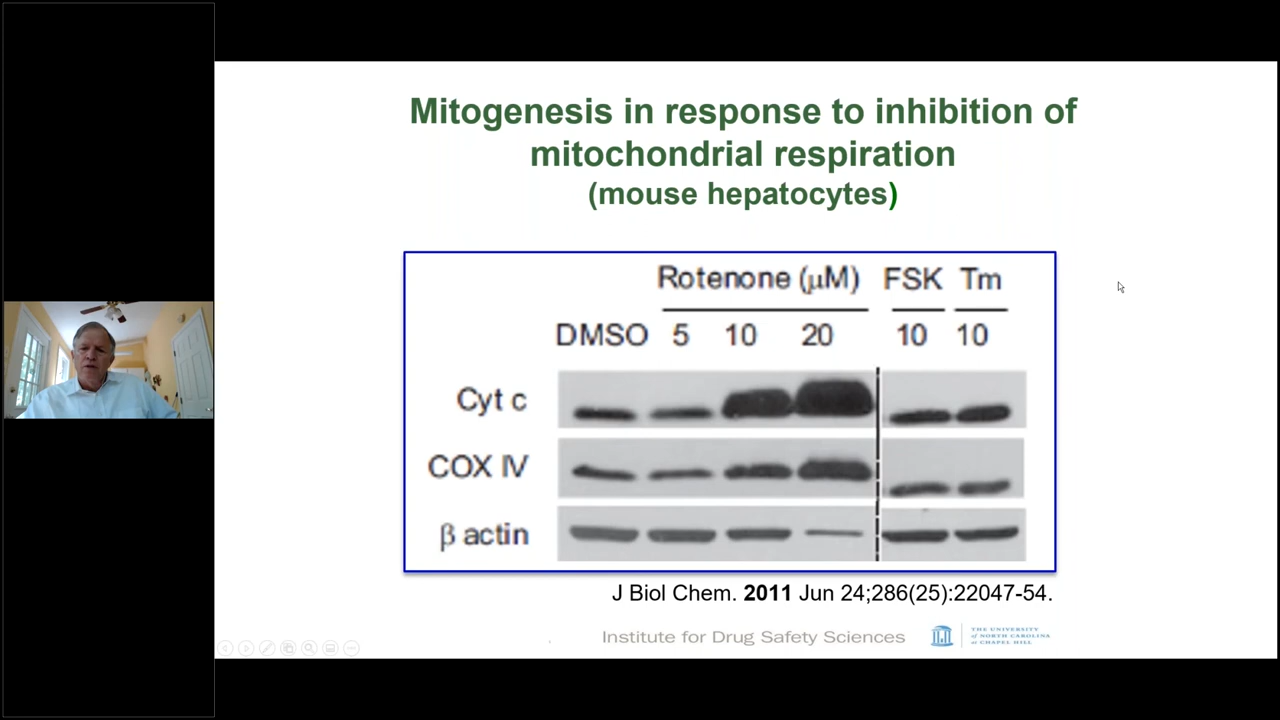 Mitogenesis in response to inhibition of
mitochondrial respiration
(mouse hepatocytes)
Rotenone (μM) FSK Tm
DMSO 5 10 20 10 10
Cyt c
COX IV
β actin
J Biol Chem. 2011 Jun 24;286(25):22047-54.
Institute for Drug Safety Sciences
THE UNIVERSITY
of NORTH CAROLINA
at CHAPEL HILL